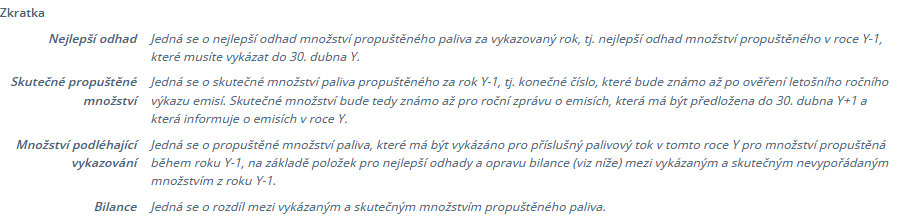 Zkratka
Nejlepší odhad Jedná se o nejlepší odhad množství propuštěného paliva za vykazovaný rok, tj. nejlepší odhad množství propuštěného v roce Y-1,
které musíte vykázat do 30. dubna Y.
Skutečné propuštěné Jedná se o skutečné množství paliva propuštěného za rok Y-1, tj. konečné číslo, které bude známo až po ověření letošního ročního
množství výkazu emisí. Skutečné množství bude tedy známo až pro roční zprávu o emisích, která má být předložena do 30. dubna Y+1 a
která informuje o emisích v roce Y.
Množství podléhající Jedná se o propuštěné množství paliva, které má být vykázáno pro příslušný palivový tok v tomto roce Y pro množství propuštěná
vykazování během roku Y-1, na základě položek pro nejlepší odhady a opravu bilance (viz níže) mezi vykázaným a skutečným nevypořádaným
množstvím z roku Y-1.
Bilance Jedná se o rozdíl mezi vykázaným a skutečným množstvím propuštěného paliva.